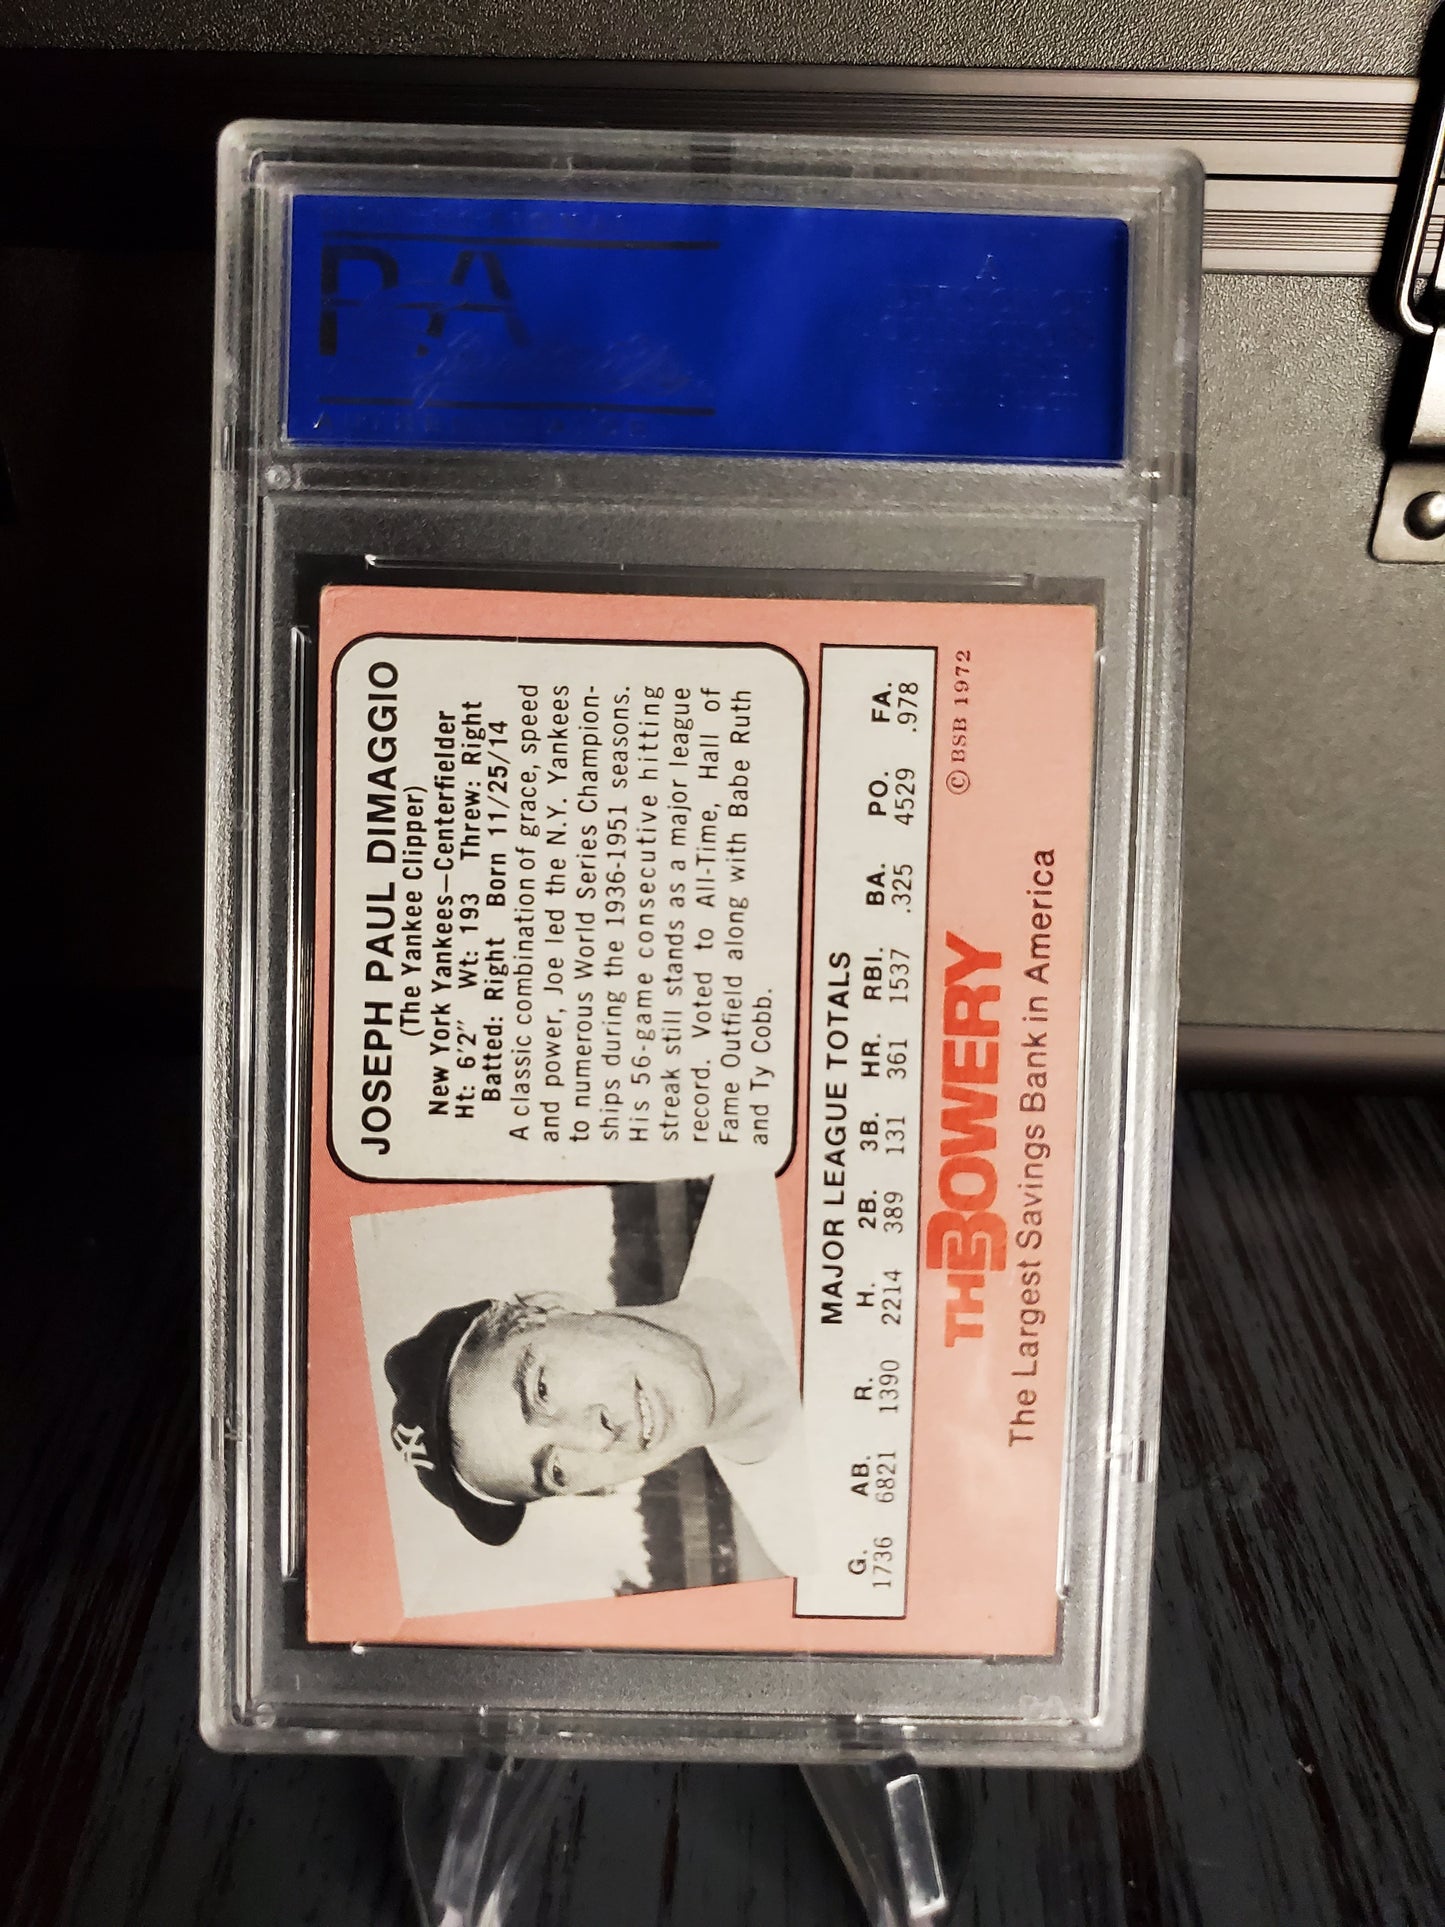 JOSEPH PAUL DIMAGGIO
(The Yankee Clipper)
New York Yankees—Centerfielder
Ht: 6'2" Wt: 193 Threw: Right
Batted: Right Born 11/25/14
A classic combination of grace, speed
and power, Joe led the N.Y. Yankees
to numerous World Series Champion-
ships during the 1936-1951 seasons.
His 56-game consecutive hitting
streak still stands as a major league
record. Voted to All-Time, Hall of
Fame Outfield along with Babe Ruth
and Ty Cobb.
MAJOR LEAGUE TOTALS
G. AB. R. H. 2B. 3B. HR. RBI. BA. PO. FA.
1736 6821 1390 2214 389 131 361 1537 .325 4529 .978
© BSB 1972
THE BOWERY
The Largest Savings Bank in America
NY